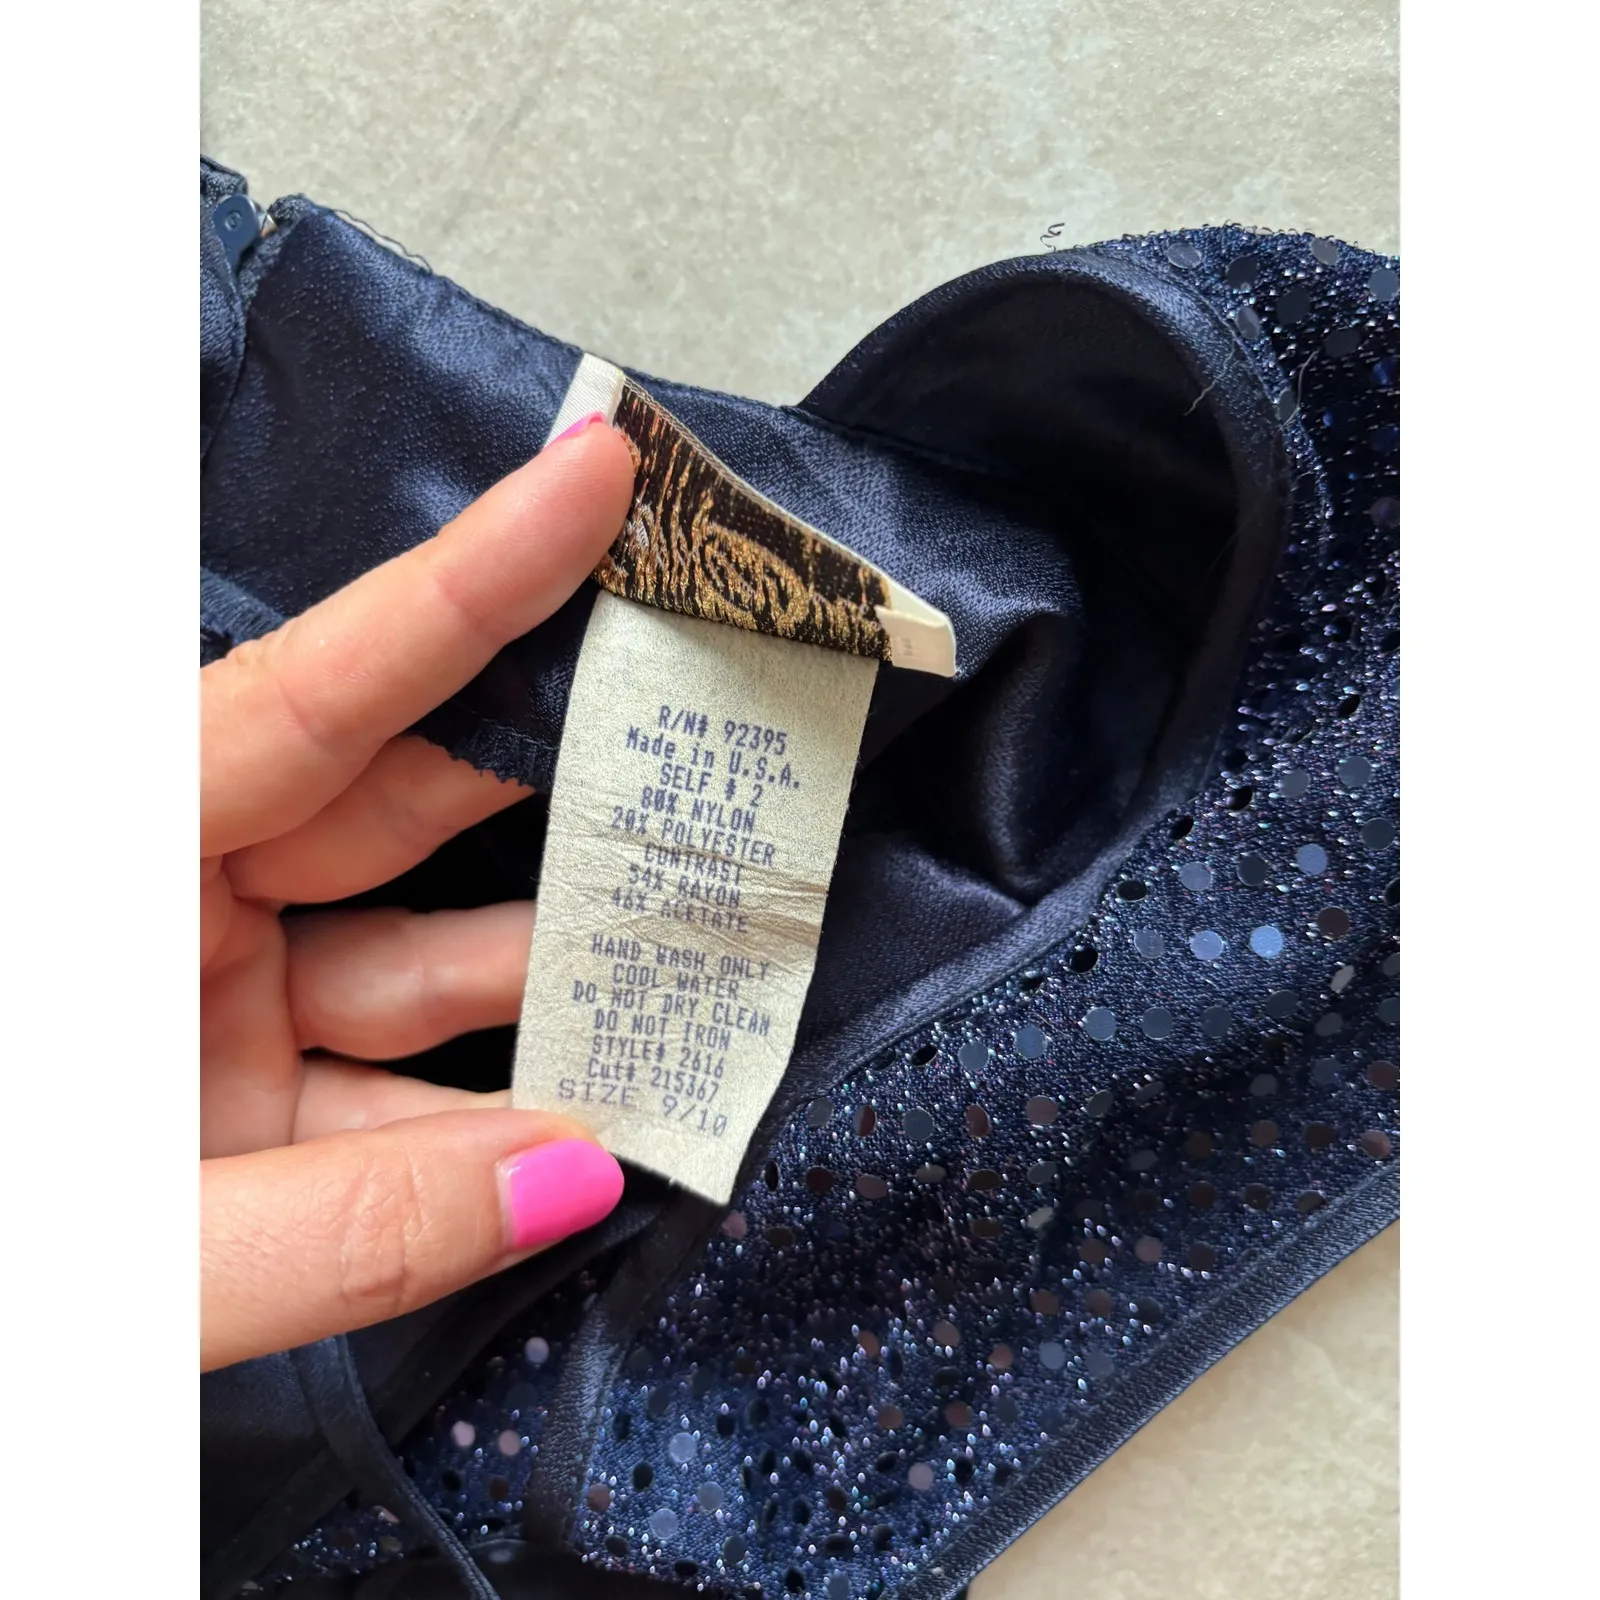 R/N# 92395
Made in U.S.A.
SELF # 2
80% NYLON
20% POLYESTER
CONTRAST
54% RAYON
46% ACETATE
HAND WASH ONLY
COOL WATER
DO NOT DRY CLEAN
DO NOT IRON
STYLE# 2616
Cut# 215367
SIZE 9/10